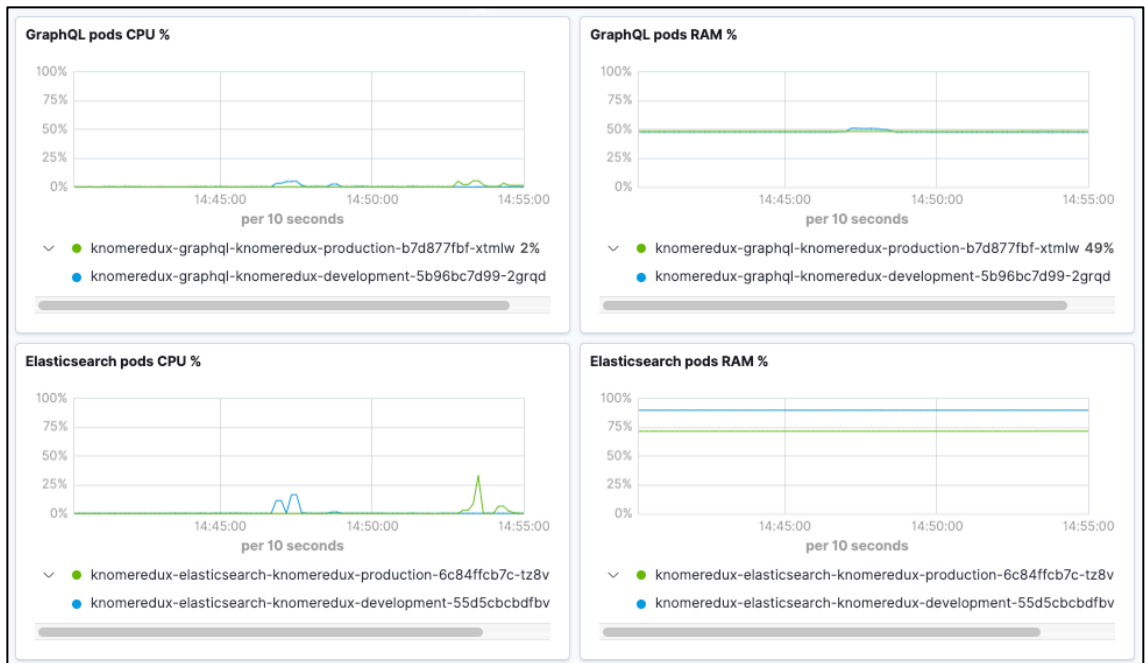 GraphQL pods CPU %
100%
75%
50%
25%
0%
14:45:00 14:50:00 14:55:00
per 10 seconds
knomeredux-graphql-knomeredux-production-b7d877fbf-xtmlw 2%
knomeredux-graphql-knomeredux-development-5b96bc7d99-2grqd
GraphQL pods RAM %
100%
75%
50%
25%
0%
14:45:00 14:50:00 14:55:00
per 10 seconds
knomeredux-graphql-knomeredux-production-b7d877fbf-xtmlw 49%
knomeredux-graphql-knomeredux-development-5b96bc7d99-2grqd
Elasticsearch pods CPU %
100%
75%
50%
25%
0%
14:45:00 14:50:00 14:55:00
per 10 seconds
knomeredux-elasticsearch-knomeredux-production-6c84ffcb7c-tz8v
knomeredux-elasticsearch-knomeredux-development-55d5cbcbdfbv
Elasticsearch pods RAM %
100%
75%
50%
25%
0%
14:45:00 14:50:00 14:55:00
per 10 seconds
knomeredux-elasticsearch-knomeredux-production-6c84ffcb7c-tz8v
knomeredux-elasticsearch-knomeredux-development-55d5cbcbdfbv